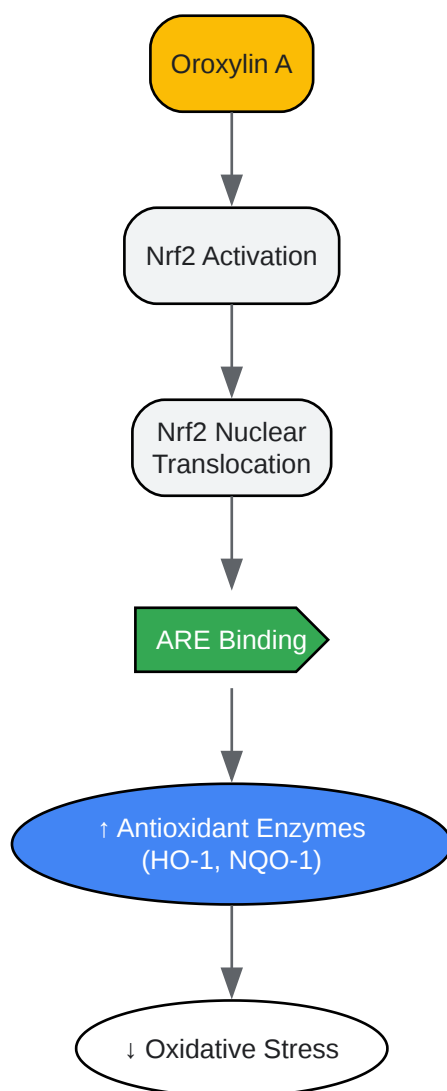 Oroxylin A
Nrf2 Activation
Nrf2 Nuclear
Translocation
ARE Binding
↑ Antioxidant Enzymes
(HO-1, NQO-1)
↓ Oxidative Stress